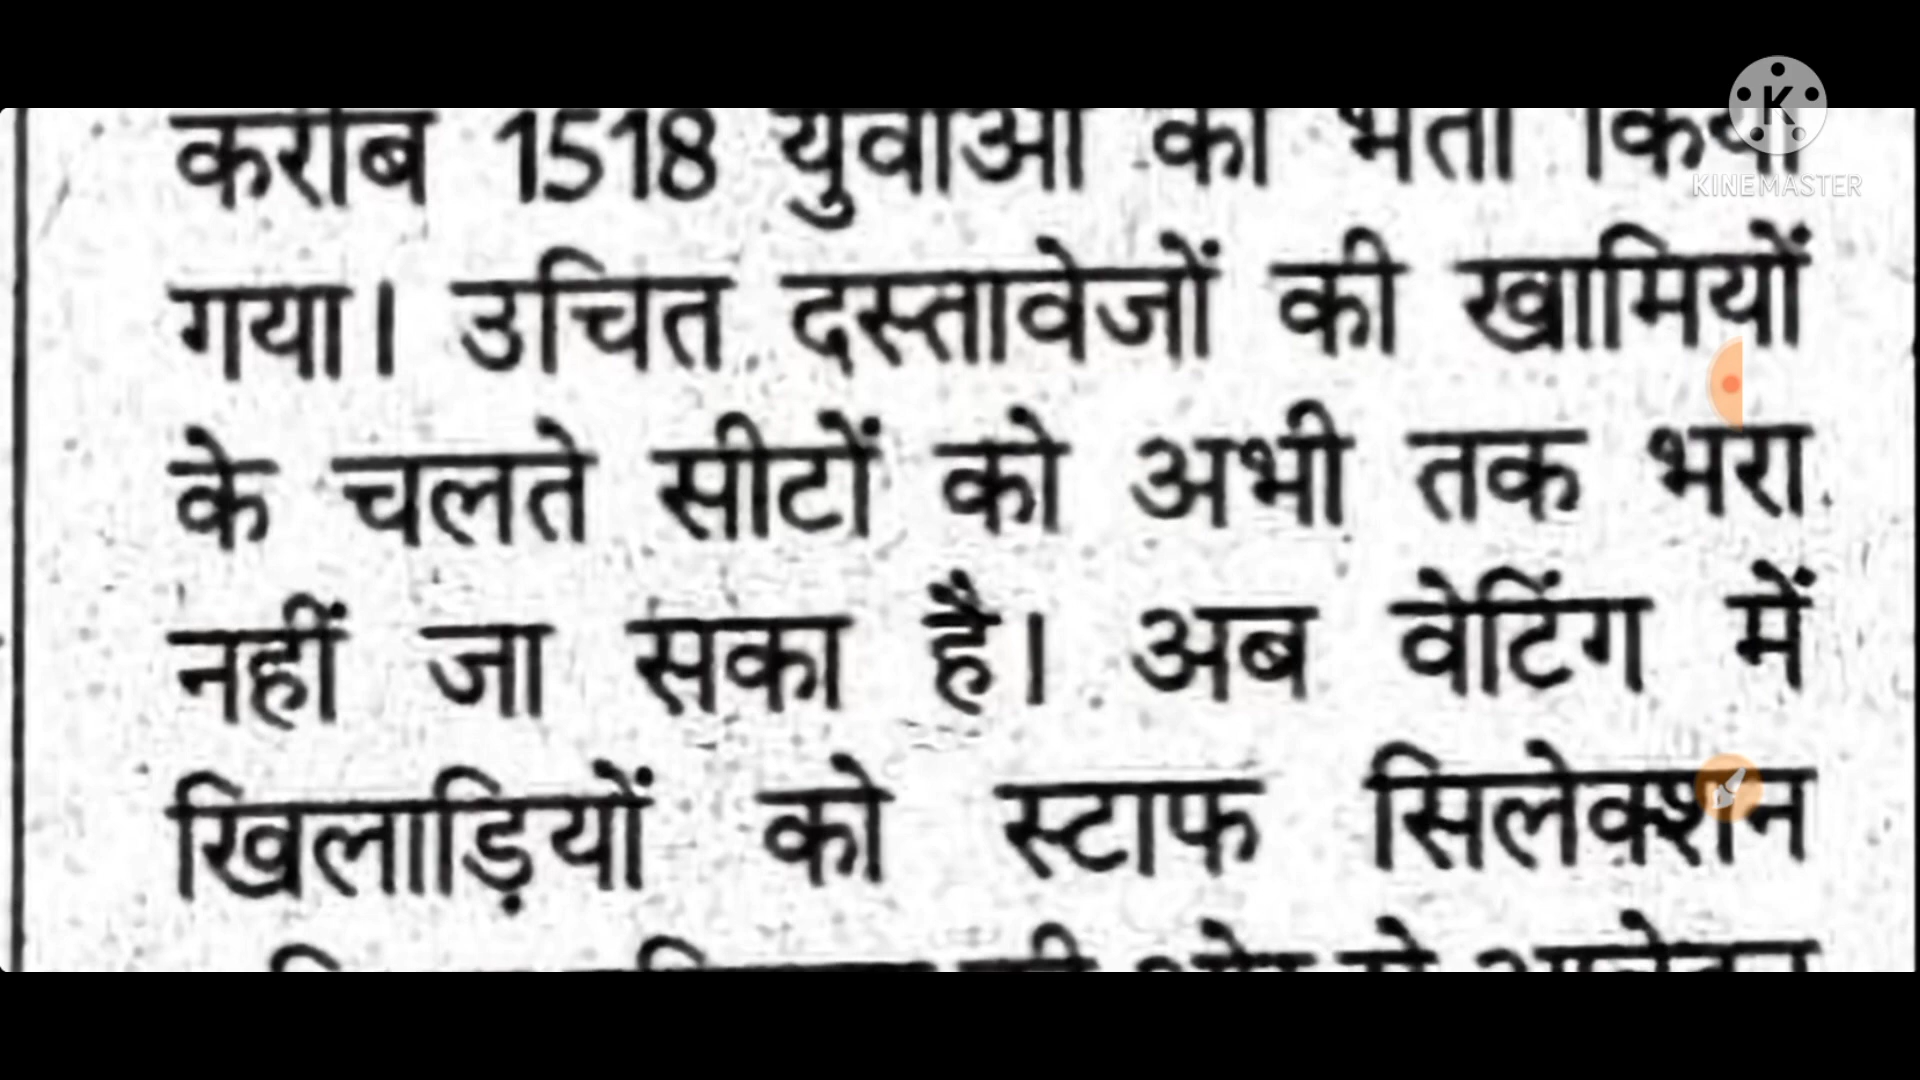 करीब 1518 युवाओं को भर्ती किया
गया। उचित दस्तावेजों की खामियों
के चलते सीटों को अभी तक भरा
नहीं जा सका है। अब वेटिंग में
खिलाड़ियों को स्टाफ सिलेक्शन
KINEMASTER